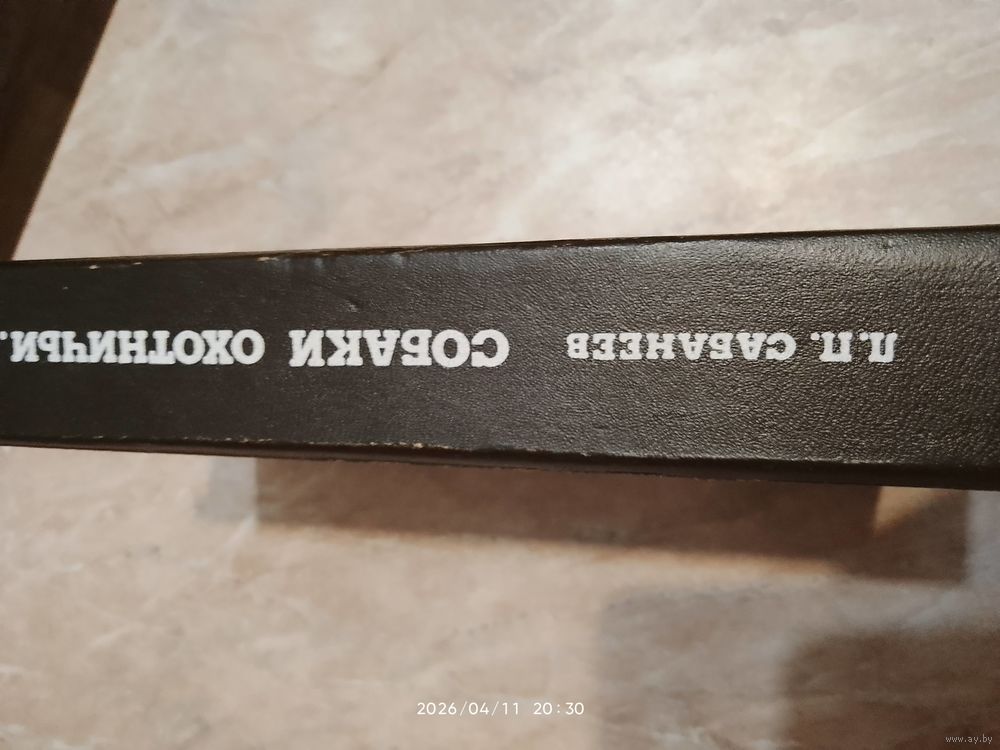 Л.П. САБАНЕЕВ СОБАКИ ОХОТНИЧЬИ.
2026/04/11 20:30
www.ay.by